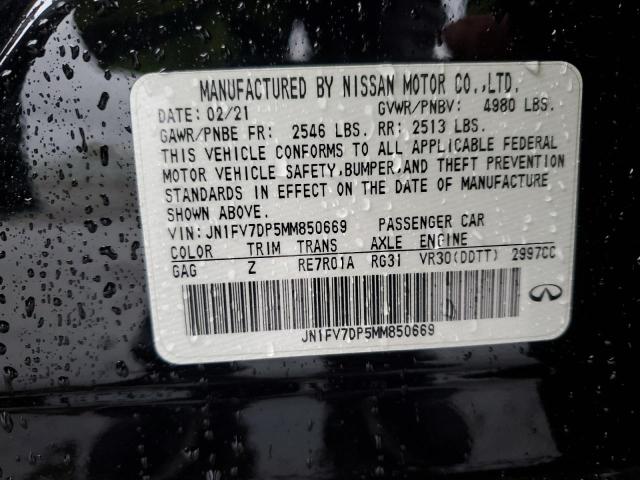 MANUFACTURED BY NISSAN MOTOR CO.,LTD.
DATE: 02/21 GVWR/PNBV: 4980 LBS.
GAWR/PNBE FR: 2546 LBS. RR: 2513 LBS.
THIS VEHICLE CONFORMS TO ALL APPLICABLE FEDERAL
MOTOR VEHICLE SAFETY, BUMPER, AND THEFT PREVENTION
STANDARDS IN EFFECT ON THE DATE OF MANUFACTURE
SHOWN ABOVE.
VIN: JN1FV7DP5MM850669 PASSENGER CAR
COLOR TRIM TRANS AXLE ENGINE
GAG Z RE7R01A RG31 VR30(DDTT) 2997CC
JN1FV7DP5MM850669